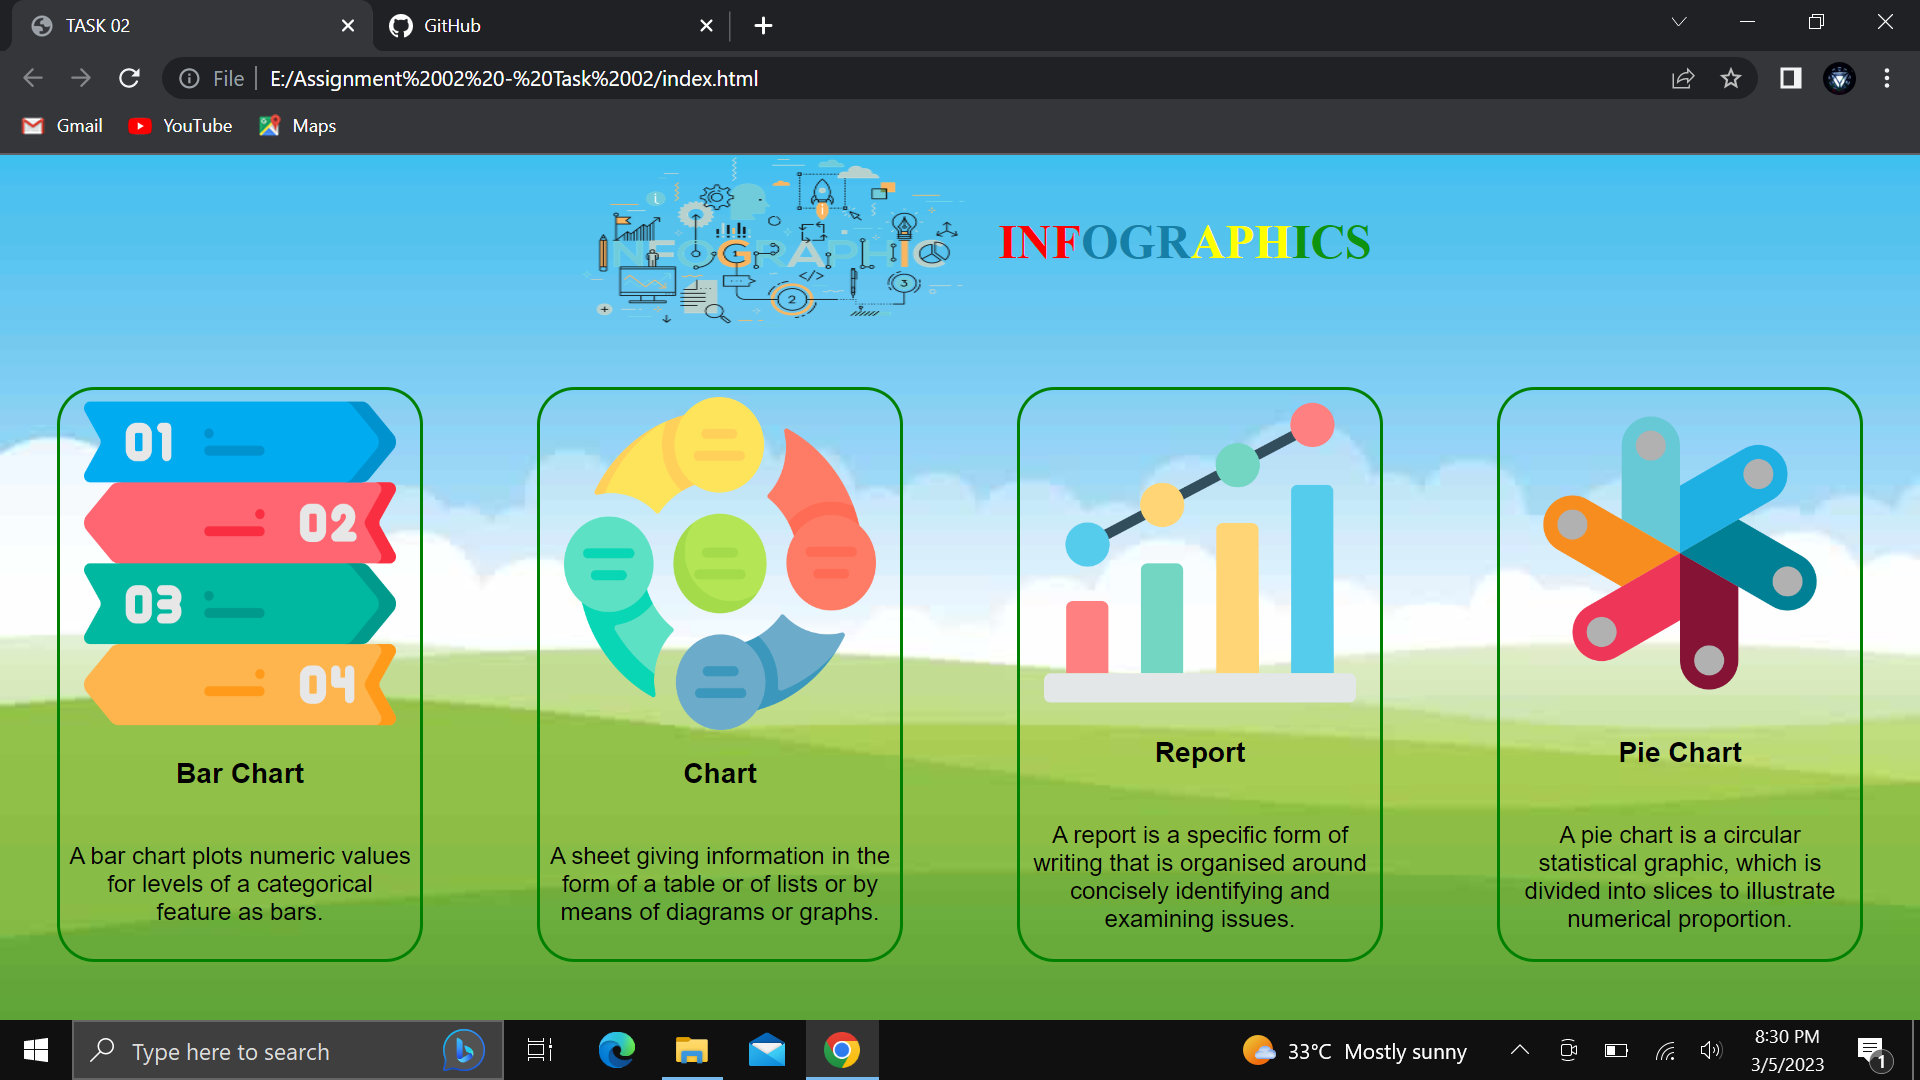 TASK 02
GitHub
File
E:/Assignment%2002%20-%20Task%2002/index.html
Gmail
YouTube
Maps
INFOGRAPHIC
1
2
3
INFOGRAPHICS
01
02
03
04
Bar Chart
A bar chart plots numeric values
for levels of a categorical
feature as bars.
Chart
A sheet giving information in the
form of a table or of lists or by
means of diagrams or graphs.
Report
A report is a specific form of
writing that is organised around
concisely identifying and
examining issues.
Pie Chart
A pie chart is a circular
statistical graphic, which is
divided into slices to illustrate
numerical proportion.
Type here to search
33°C Mostly sunny
8:30 PM
3/5/2023
1